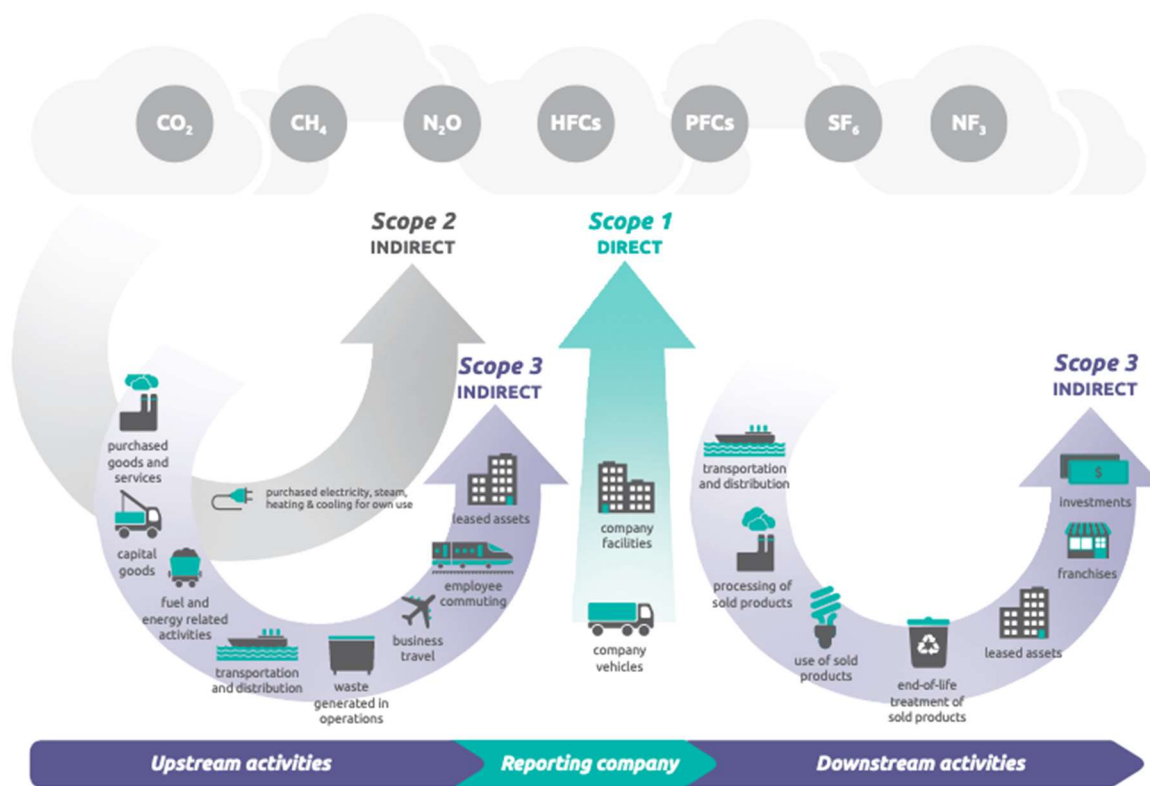 CO₂
CH₄
N₂O
HFCs
PFCs
SF₆
NF₃
Scope 2
INDIRECT
Scope 1
DIRECT
Scope 3
INDIRECT
Scope 3
INDIRECT
purchased
goods and
services
capital
goods
fuel and
energy related
activities
purchased electricity, steam,
heating & cooling for own use
transportation
and distribution
waste
generated in
operations
business
travel
employee
commuting
leased assets
company
facilities
company
vehicles
transportation
and distribution
processing of
sold products
use of sold
products
end-of-life
treatment of
sold products
leased assets
franchises
$
investments
Upstream activities
Reporting company
Downstream activities